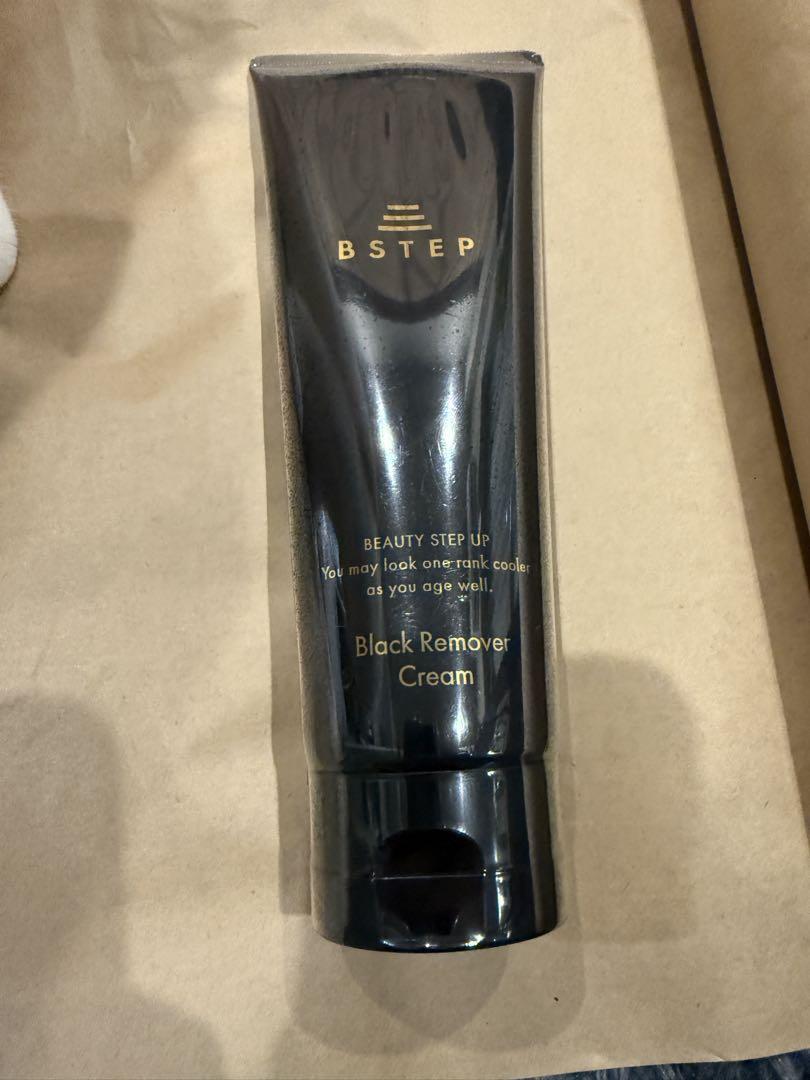 BSTEP
BEAUTY STEP UP
You may look one rank cooler
as you age well.
Black Remover
Cream